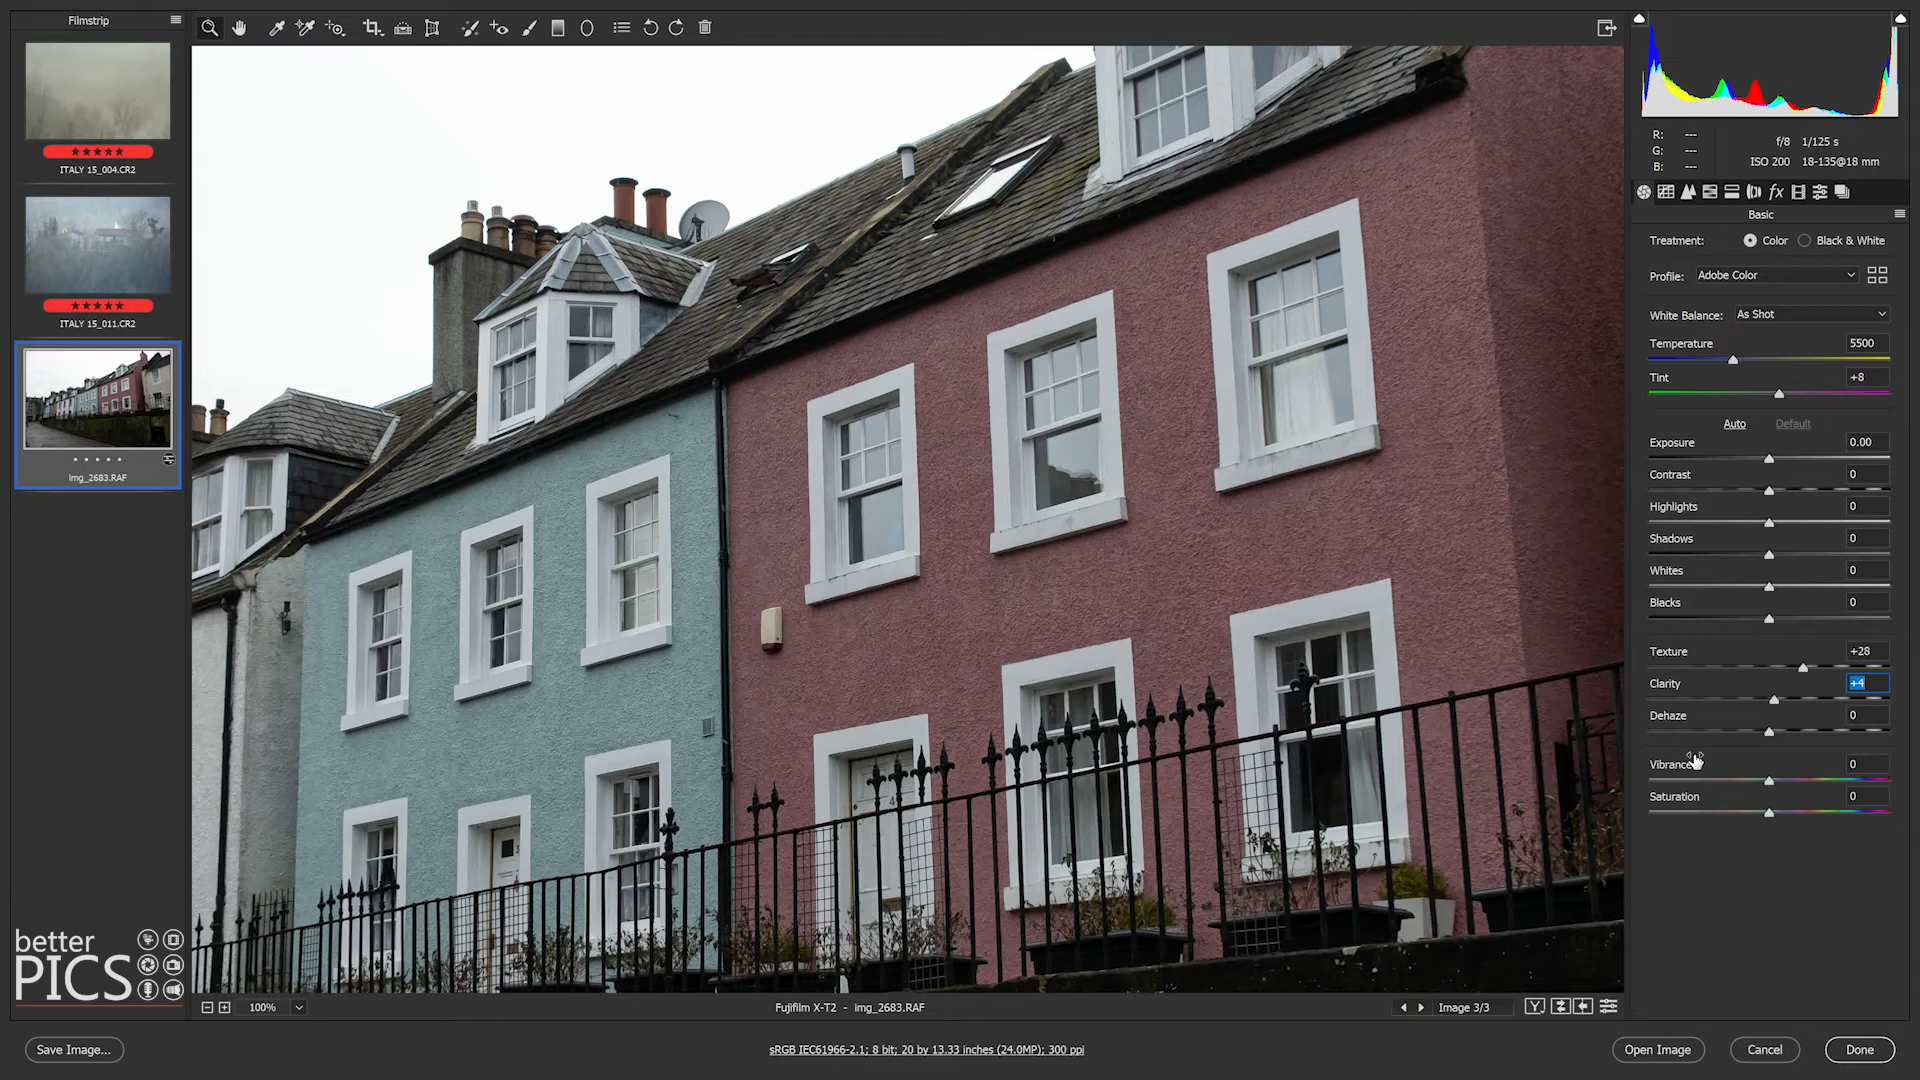 Filmstrip
★★★★★
ITALY 15_004.CR2
★★★★★
ITALY 15_011.CR2
img_2683.RAF
better
PICS
100%
Fujifilm X-T2 - img_2683.RAF
Image 3/3
Y
Save Image...
sRGB IEC61966-2.1; 8 bit; 20 by 13.33 inches (24.0MP); 300 ppi
Open Image
Cancel
Done
R: ---
G: ---
B: ---
f/8 1/125 s
ISO 200 18-135@18 mm
fx
Basic
Treatment: Color Black & White
Profile: Adobe Color
White Balance: As Shot
Temperature 5500
Tint +8
Auto Default
Exposure 0.00
Contrast 0
Highlights 0
Shadows 0
Whites 0
Blacks 0
Texture +28
Clarity +4
Dehaze 0
Vibrance 0
Saturation 0
4
3